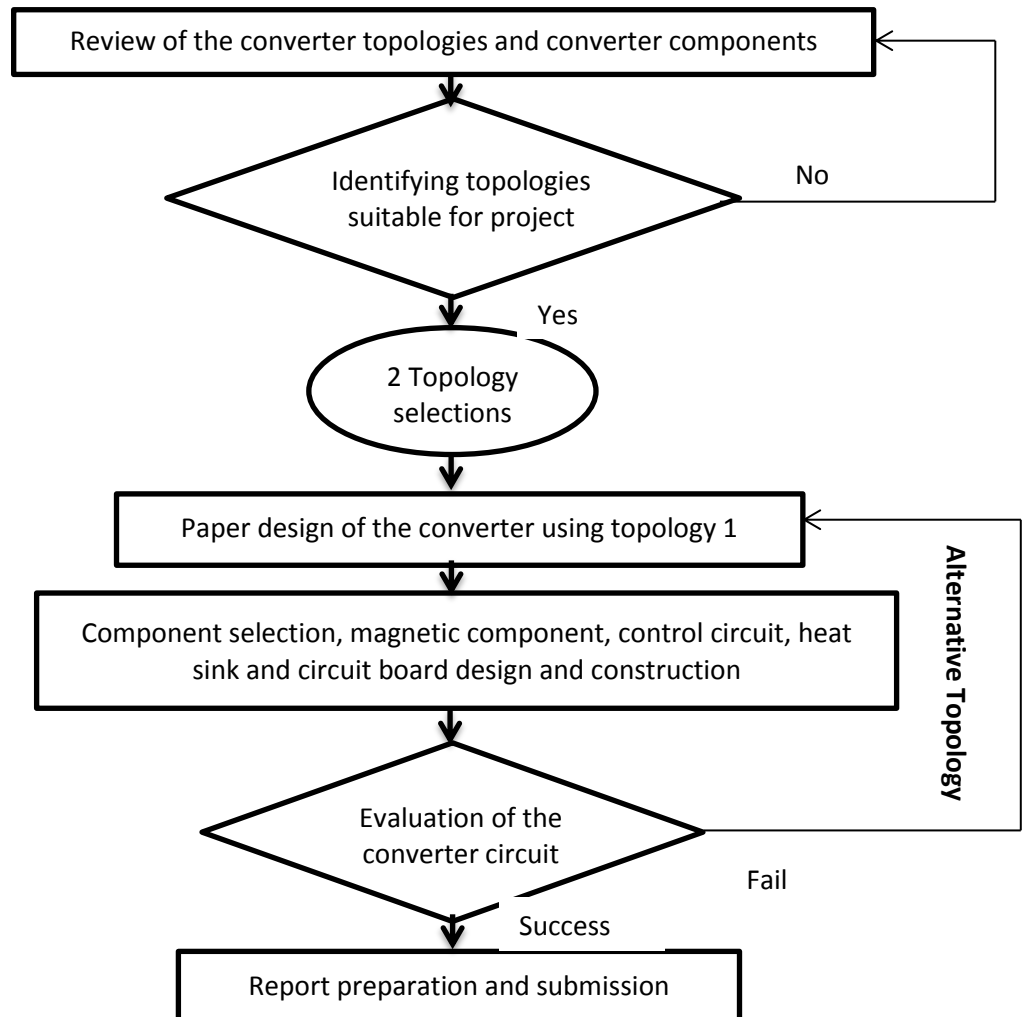 Review of the converter topologies and converter components
Identifying topologies
suitable for project
No
Yes
2 Topology
selections
Paper design of the converter using topology 1
Component selection, magnetic component, control circuit, heat
sink and circuit board design and construction
Alternative Topology
Evaluation of the
converter circuit
Fail
Success
Report preparation and submission